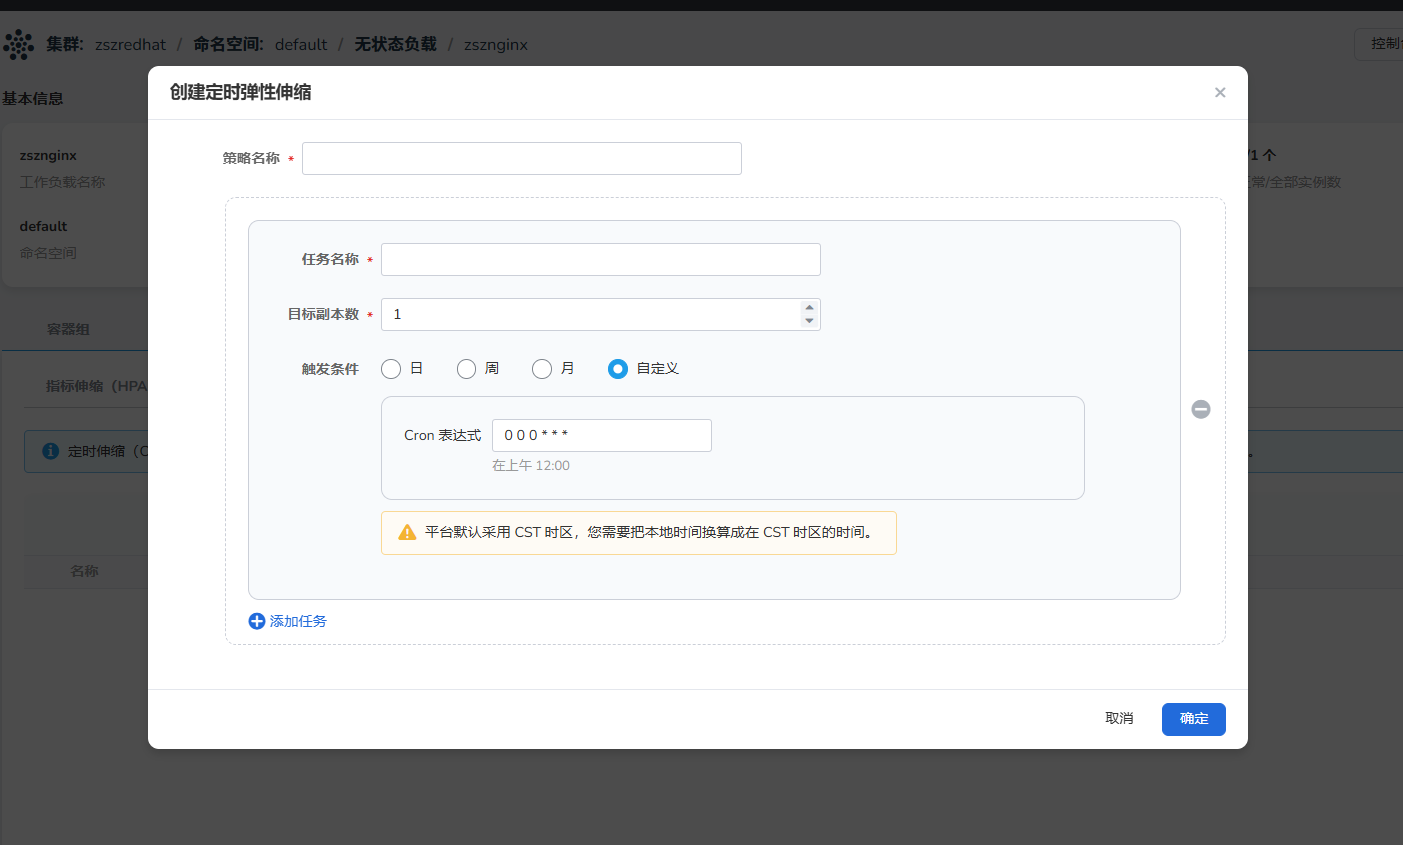 集群: zszredhat / 命名空间: default / 无状态负载 / zsznginx
控制
创建定时弹性伸缩
基本信息
策略名称 *
zsznginx
/1 个
工作负载名称
常/全部实例数
default
命名空间
任务名称 *
目标副本数 * 1
容器组
触发条件 日 周 月 自定义
指标伸缩（HPA
Cron 表达式 0 0 0 * * *
定时伸缩（C
在上午 12:00
平台默认采用 CST 时区，您需要把本地时间换算成在 CST 时区的时间。
名称
添加任务
取消 确定